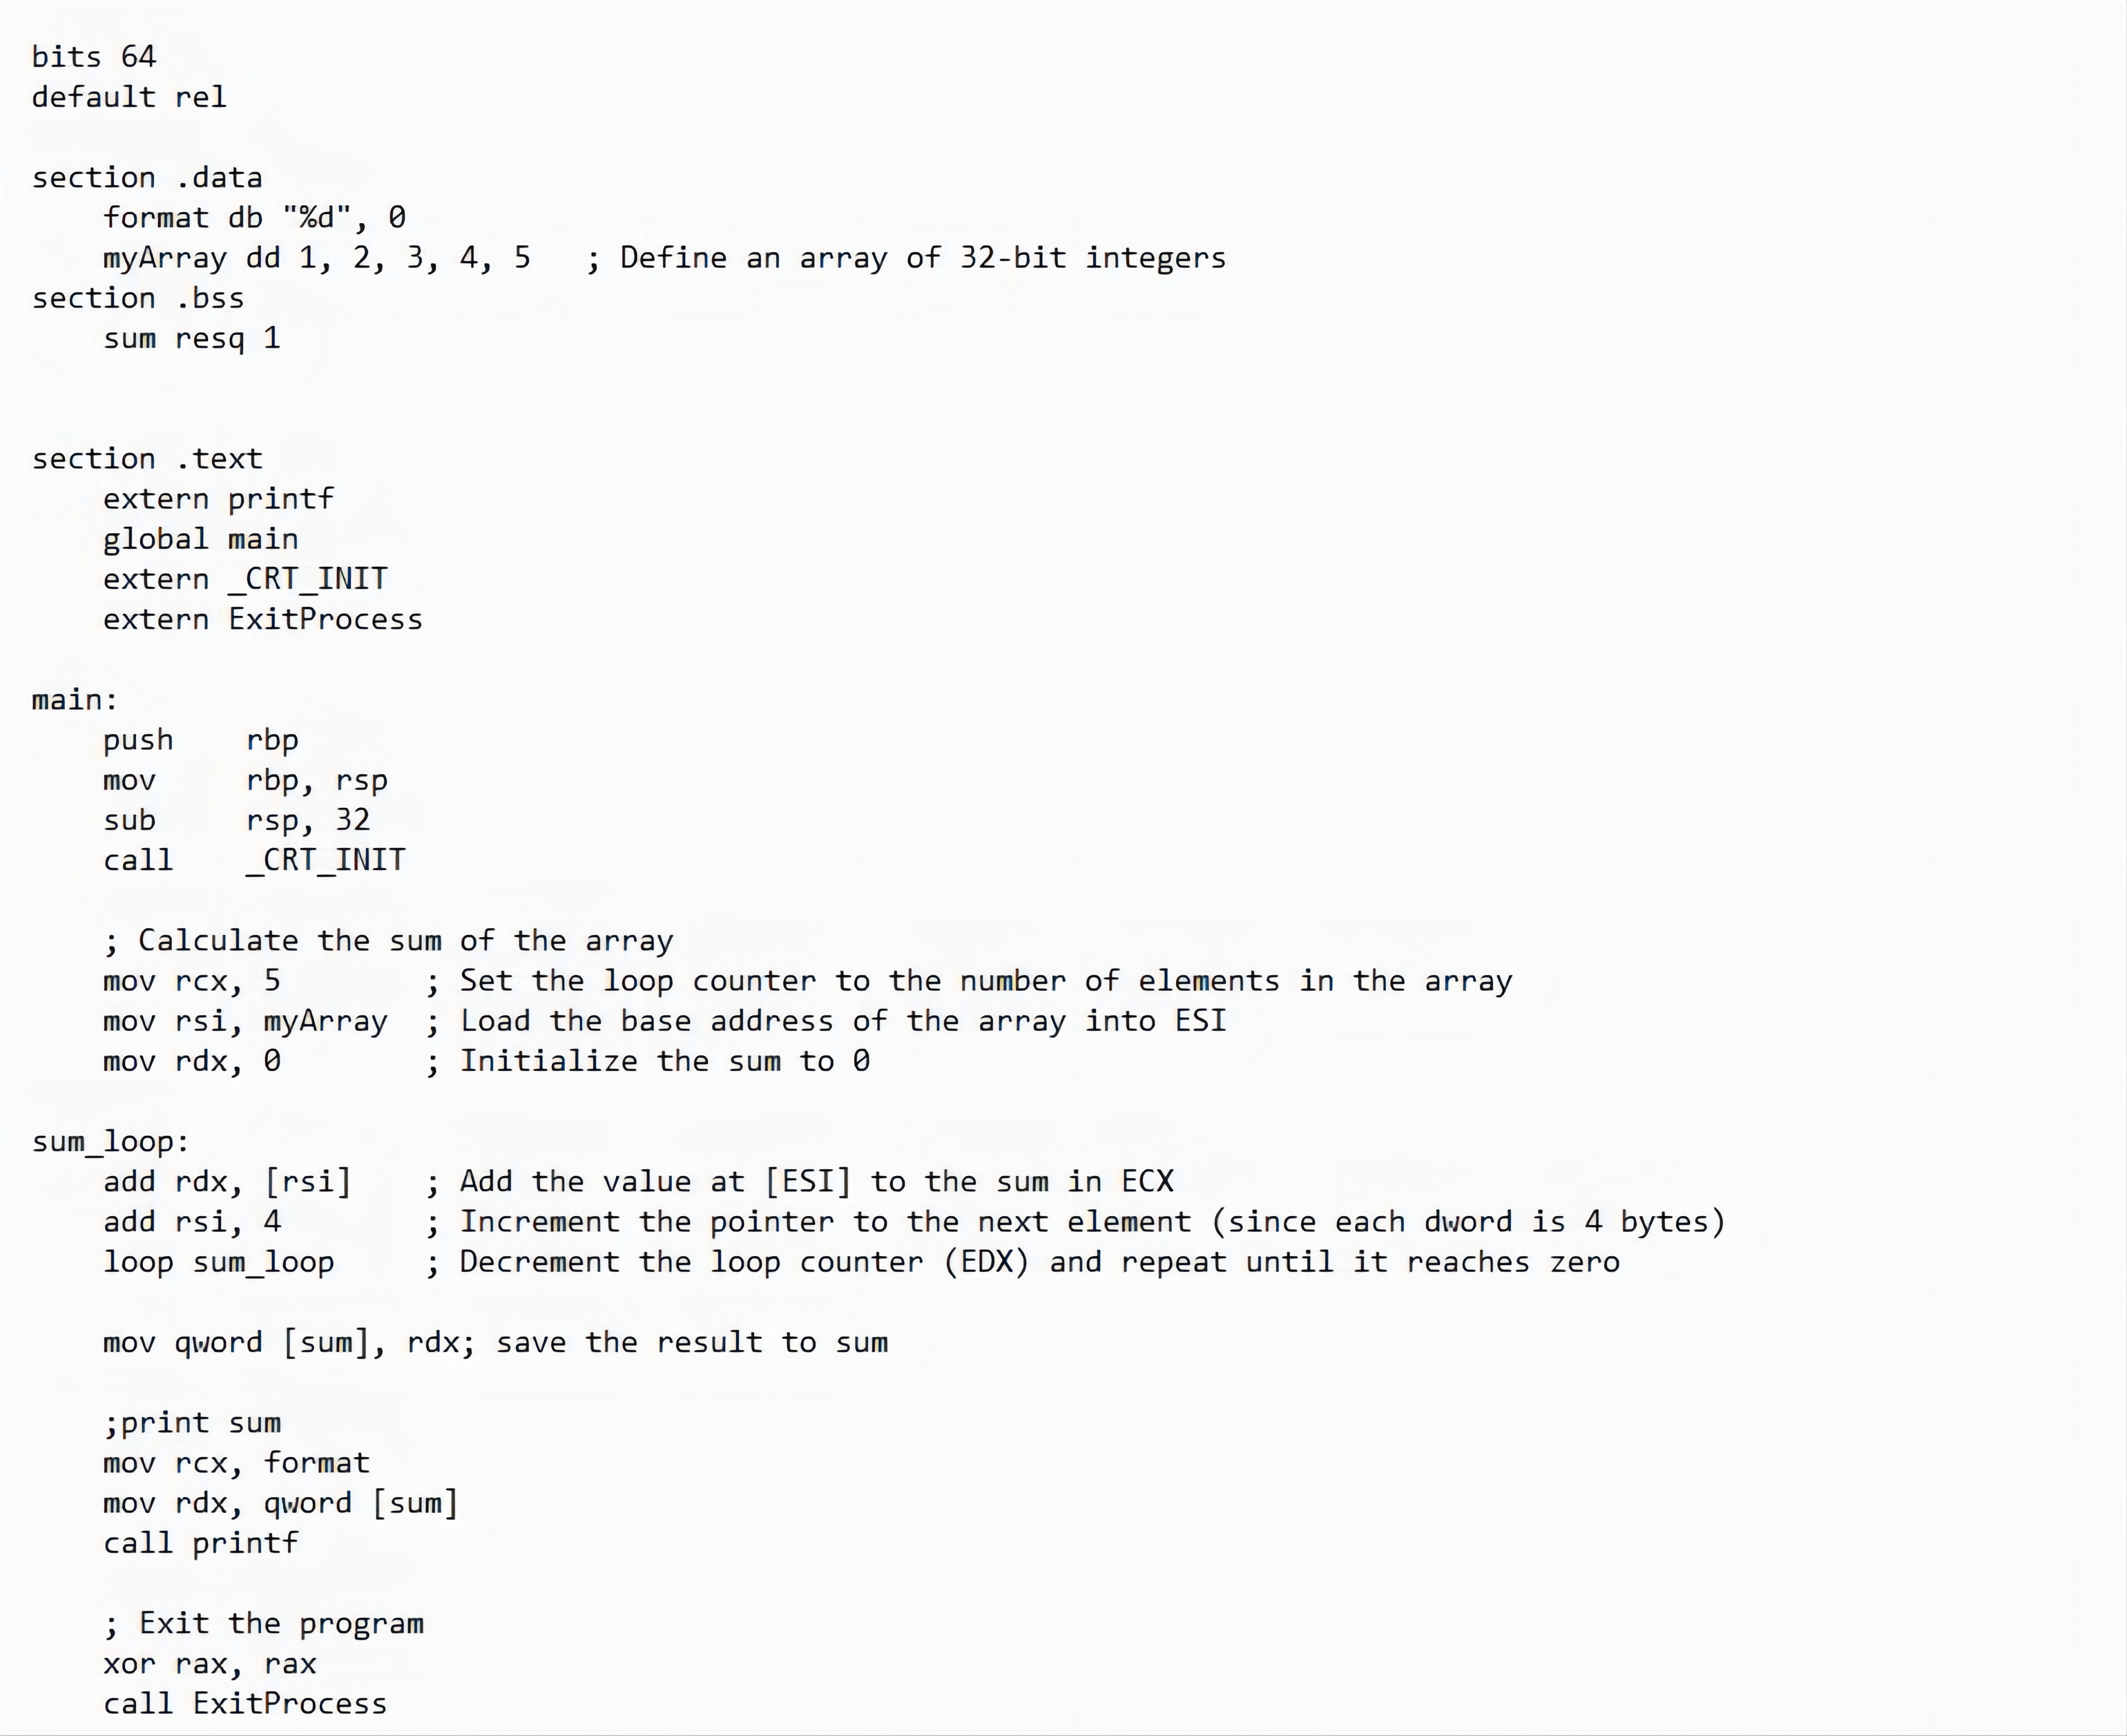 bits 64
default rel
section .data
format db "%d", 0
myArray dd 1, 2, 3, 4, 5   ; Define an array of 32-bit integers
section .bss
sum resq 1
section .text
extern printf
global main
extern _CRT_INIT
extern ExitProcess
main:
push    rbp
mov     rbp, rsp
sub     rsp, 32
call    _CRT_INIT
; Calculate the sum of the array
mov rcx, 5        ; Set the loop counter to the number of elements in the array
mov rsi, myArray  ; Load the base address of the array into ESI
mov rdx, 0        ; Initialize the sum to 0
sum_loop:
add rdx, [rsi]    ; Add the value at [ESI] to the sum in ECX
add rsi, 4        ; Increment the pointer to the next element (since each dword is 4 bytes)
loop sum_loop     ; Decrement the loop counter (EDX) and repeat until it reaches zero
mov qword [sum], rdx; save the result to sum
;print sum
mov rcx, format
mov rdx, qword [sum]
call printf
; Exit the program
xor rax, rax
call ExitProcess